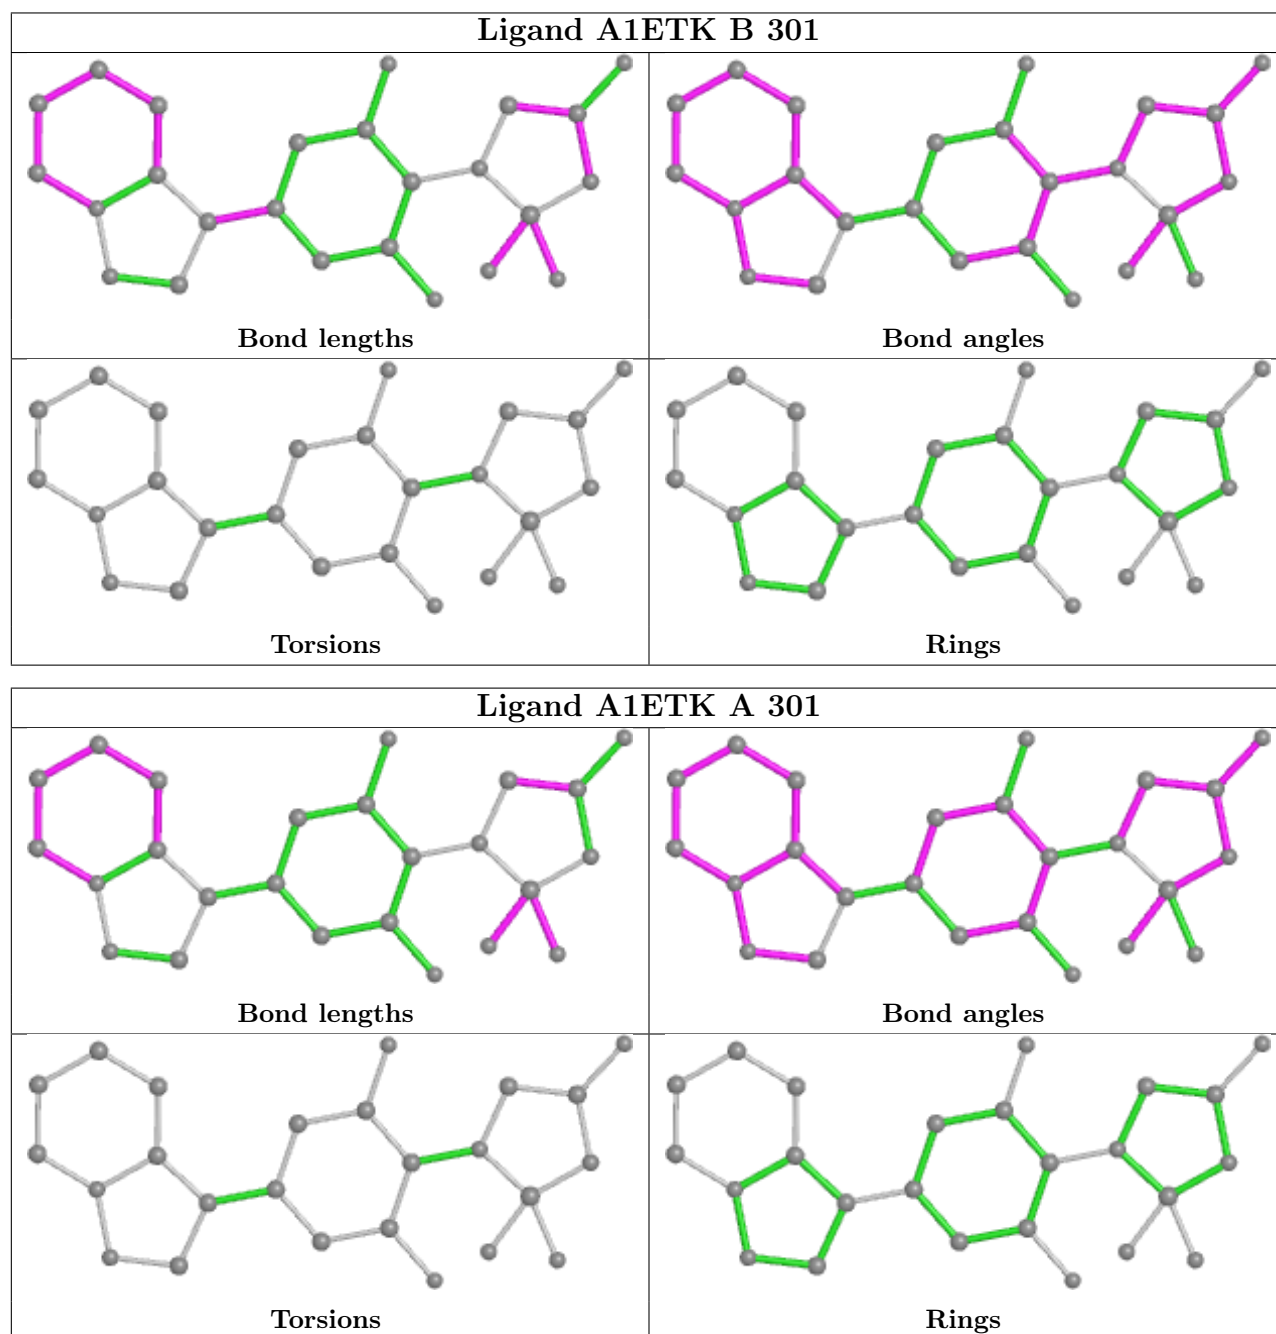 Ligand A1ETK B 301
Bond lengths
Bond angles
Torsions
Rings
Ligand A1ETK A 301
Bond lengths
Bond angles
Torsions
Rings